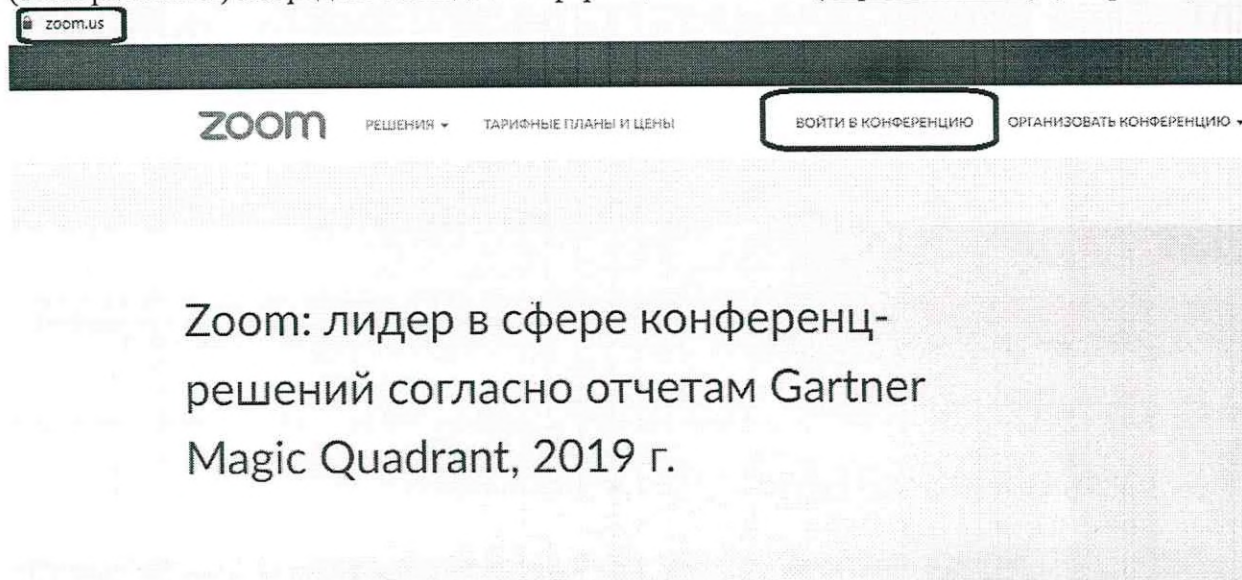 zoom.us
zoom РЕШЕНИЯ ТАРИФНЫЕ ПЛАНЫ И ЦЕНЫ ВОЙТИ В КОНФЕРЕНЦИЮ ОРГАНИЗОВАТЬ КОНФЕРЕНЦИЮ
Zoom: лидер в сфере конференц-
решений согласно отчетам Gartner
Magic Quadrant, 2019 г.